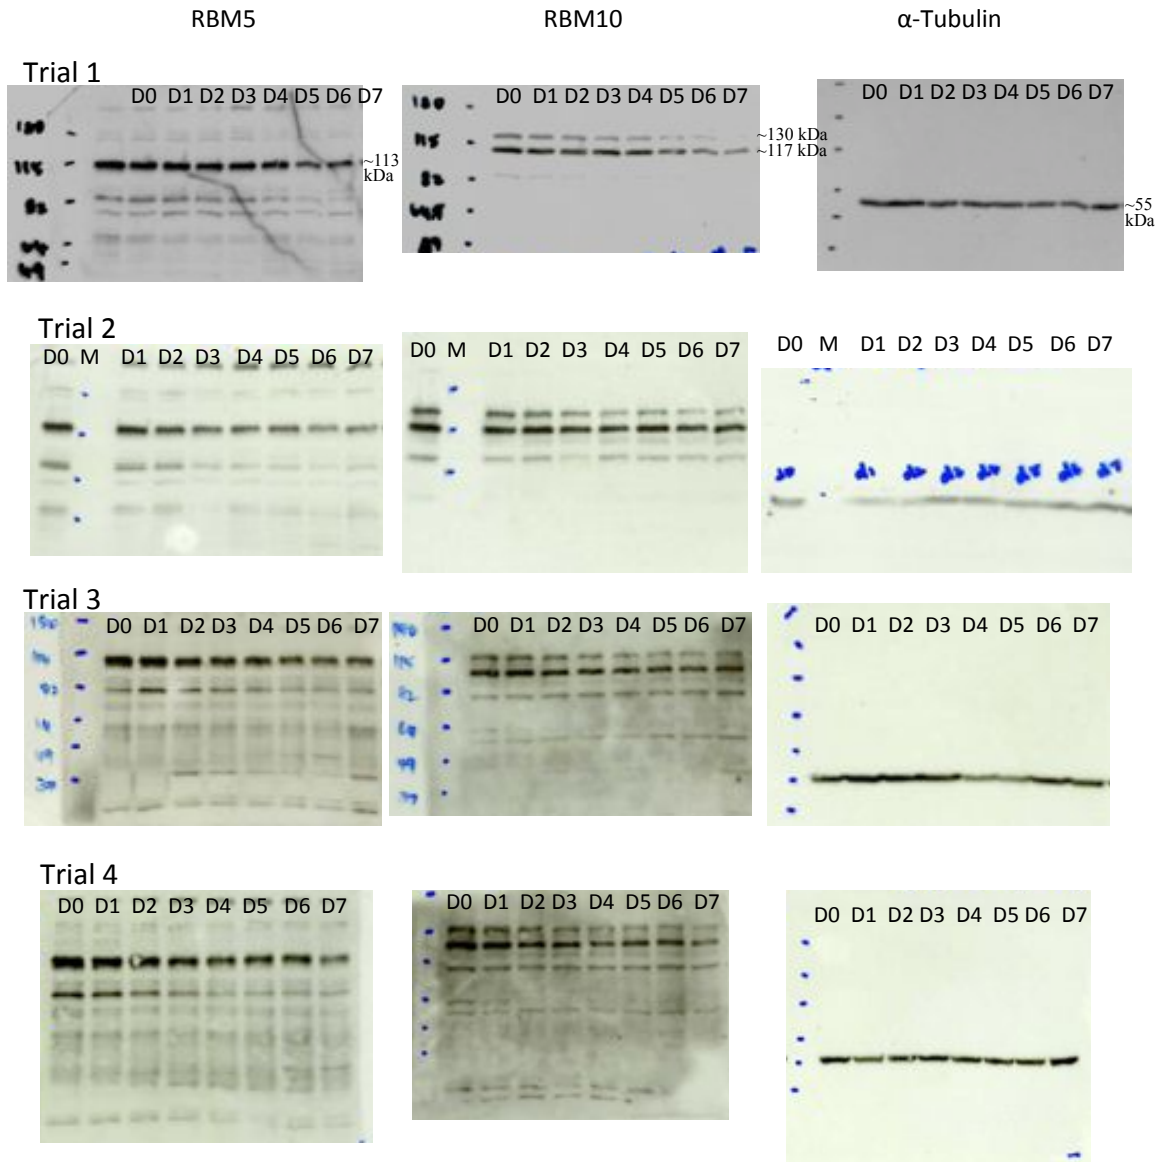 RBM5 RBM10 α-Tubulin
Trial 1
D0 D1 D2 D3 D4 D5 D6 D7
~113
kDa
115
82
D0 D1 D2 D3 D4 D5 D6 D7
~130 kDa
~117 kDa
115
82
D0 D1 D2 D3 D4 D5 D6 D7
~55
kDa
Trial 2
D0 M D1 D2 D3 D4 D5 D6 D7
D0 M D1 D2 D3 D4 D5 D6 D7
D0 M D1 D2 D3 D4 D5 D6 D7
Trial 3
D0 D1 D2 D3 D4 D5 D6 D7
D0 D1 D2 D3 D4 D5 D6 D7
82
49
D0 D1 D2 D3 D4 D5 D6 D7
Trial 4
D0 D1 D2 D3 D4 D5 D6 D7
D0 D1 D2 D3 D4 D5 D6 D7
D0 D1 D2 D3 D4 D5 D6 D7